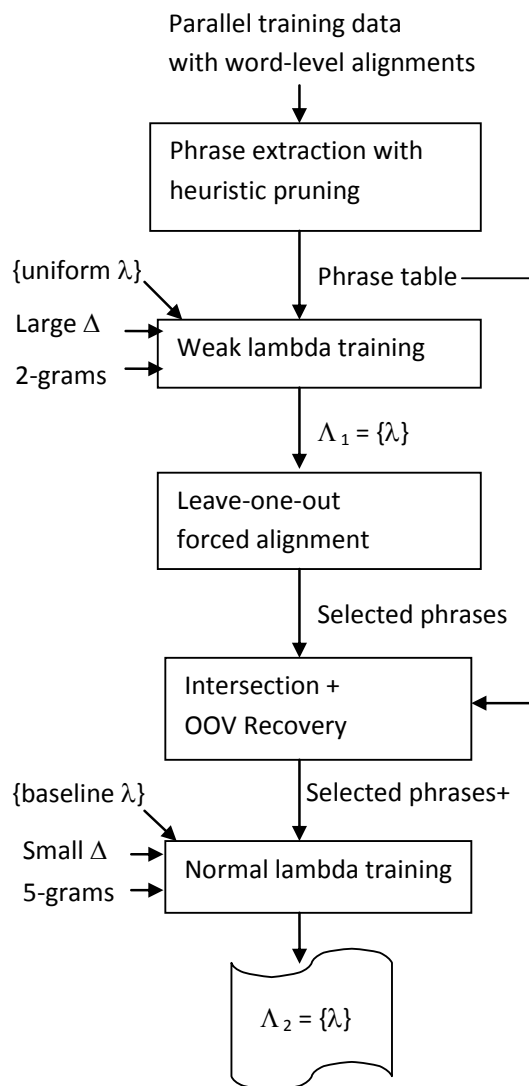 Parallel training data
with word-level alignments
Phrase extraction with
heuristic pruning
{uniform λ}
Phrase table
Large Δ
Weak lambda training
2-grams
Λ 1 = {λ}
Leave-one-out
forced alignment
Selected phrases
Intersection +
OOV Recovery
{baseline λ}
Selected phrases+
Small Δ
Normal lambda training
5-grams
Λ 2 = {λ}